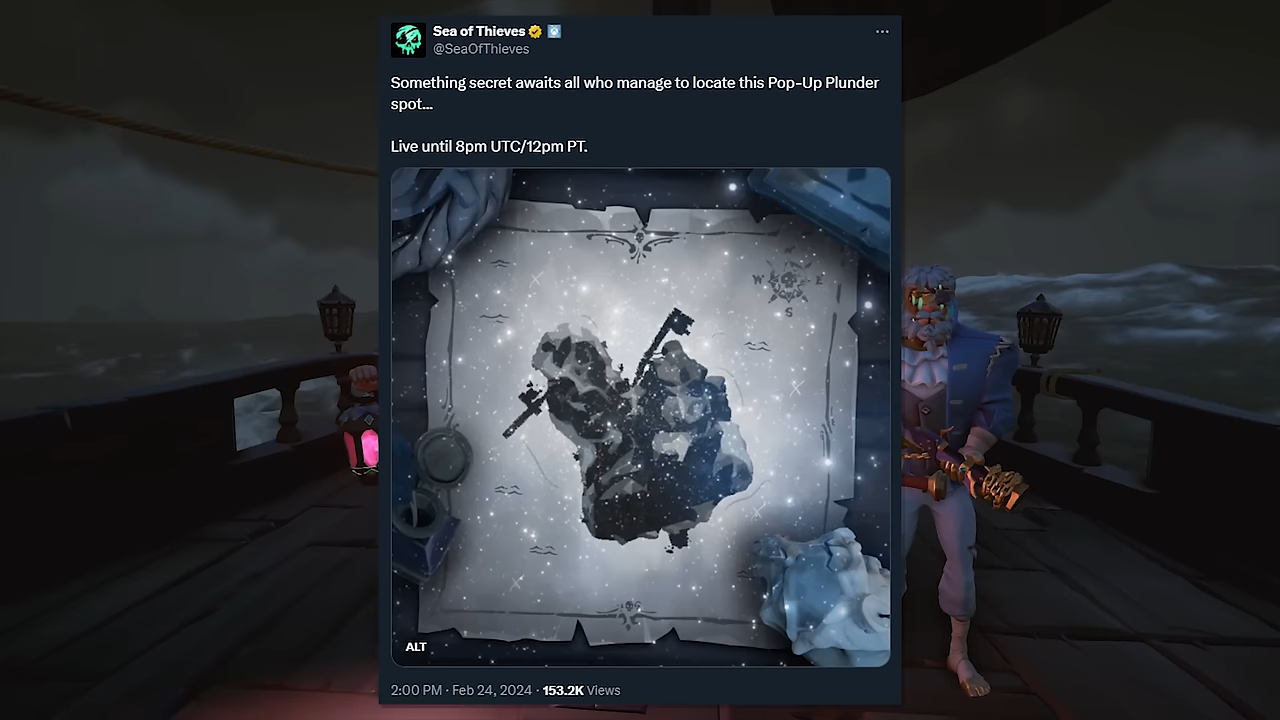 Sea of Thieves
@SeaOfThieves
Something secret awaits all who manage to locate this Pop-Up Plunder
spot...
Live until 8pm UTC/12pm PT.
W E
S
ALT
2:00 PM · Feb 24, 2024 · 153.2K Views